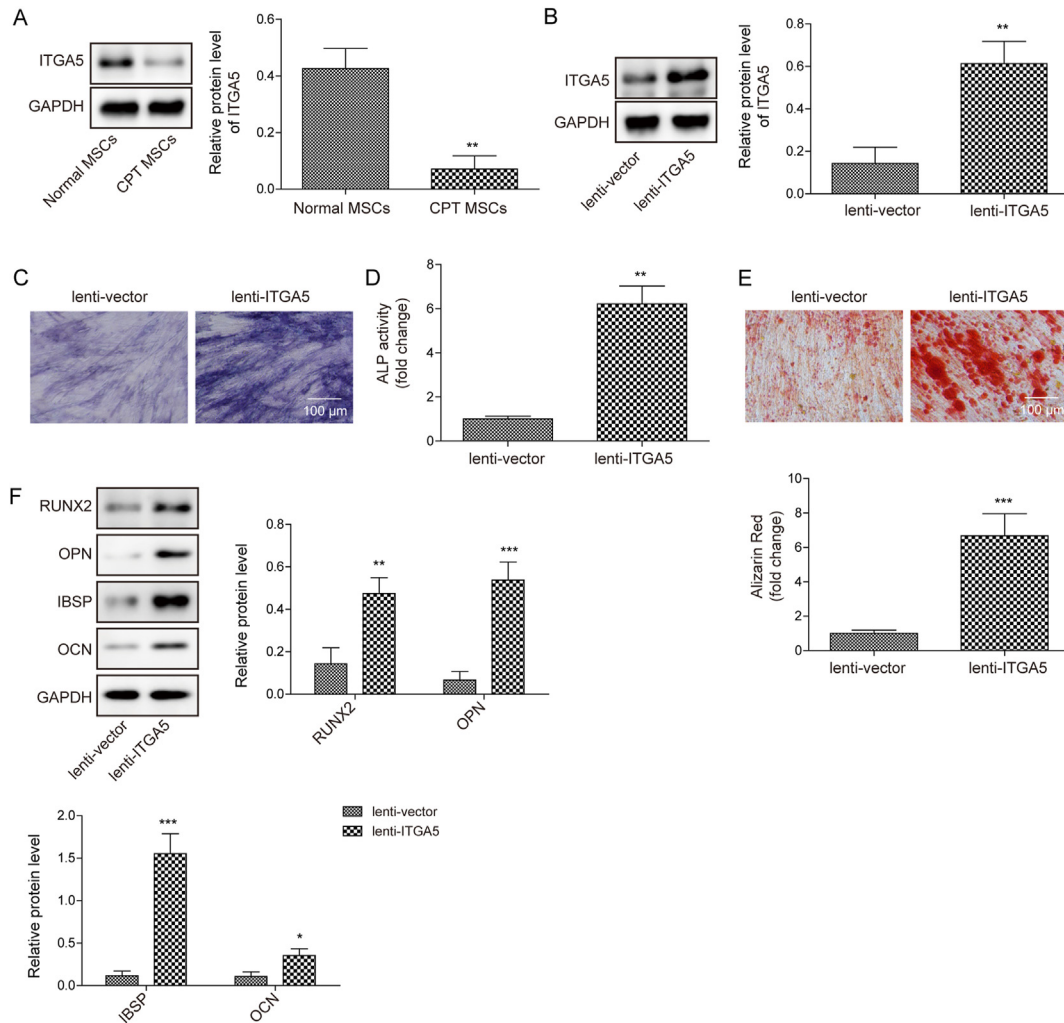 A
ITGA5
GAPDH
Normal MSCs
CPT MSCs
Relative protein level
of ITGA5
0.6
0.4
0.2
0.0
**
Normal MSCs
CPT MSCs
B
ITGA5
GAPDH
lenti-vector
lenti-ITGA5
Relative protein level
of ITGA5
0.8
0.6
0.4
0.2
0.0
**
lenti-vector
lenti-ITGA5
C
lenti-vector
lenti-ITGA5
100 μm
D
ALP activity
(fold change)
8
6
4
2
0
**
lenti-vector
lenti-ITGA5
E
lenti-vector
lenti-ITGA5
100 μm
Alizarin Red
(fold change)
10
8
6
4
2
0
***
lenti-vector
lenti-ITGA5
F
RUNX2
OPN
IBSP
OCN
GAPDH
lenti-vector
lenti-ITGA5
Relative protein level
0.8
0.6
0.4
0.2
0.0
**
***
RUNX2
OPN
Relative protein level
2.0
1.5
1.0
0.5
0.0
***
*
IBSP
OCN
lenti-vector
lenti-ITGA5